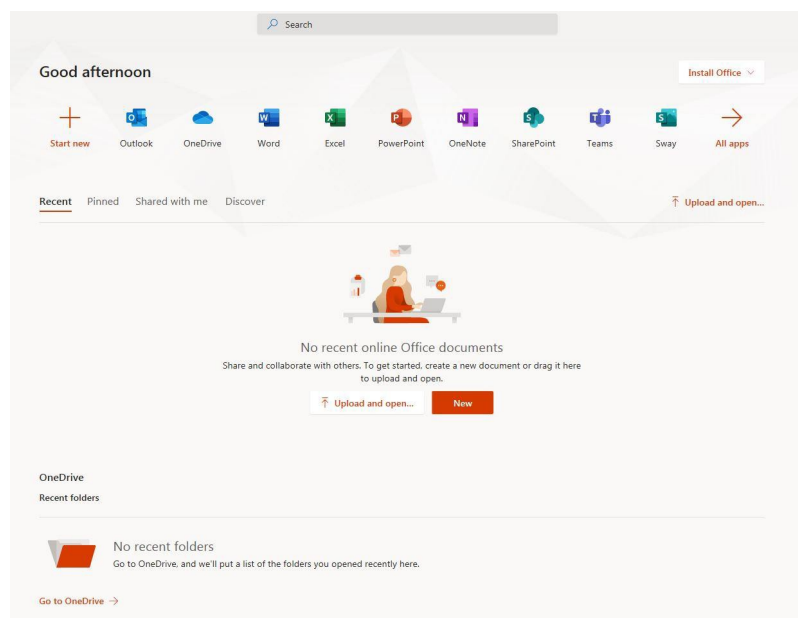 Search
Good afternoon
Install Office
Start new
Outlook
OneDrive
Word
Excel
PowerPoint
OneNote
SharePoint
Teams
Sway
All apps
Recent
Pinned
Shared with me
Discover
Upload and open...
No recent online Office documents
Share and collaborate with others. To get started, create a new document or drag it here
to upload and open.
Upload and open...
New
OneDrive
Recent folders
No recent folders
Go to OneDrive, and we'll put a list of the folders you opened recently here.
Go to OneDrive